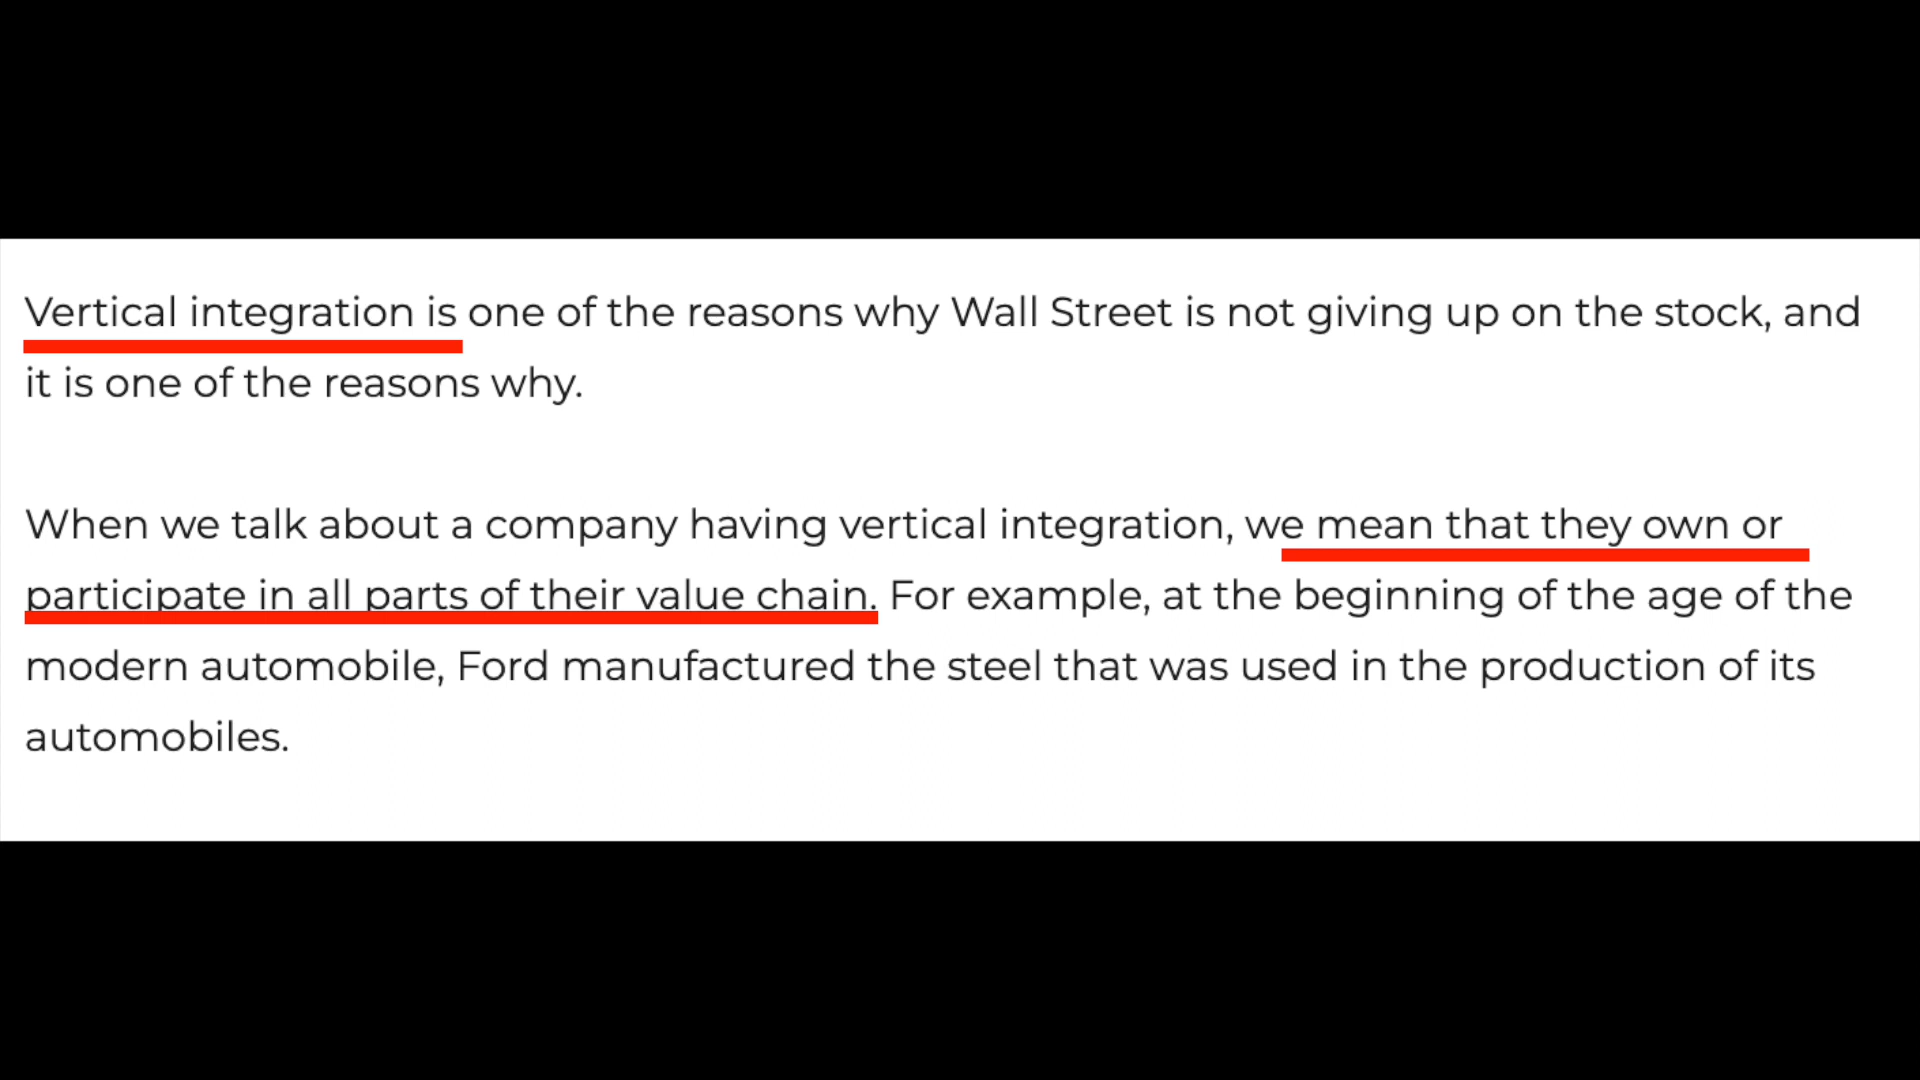 Vertical integration is one of the reasons why Wall Street is not giving up on the stock, and
it is one of the reasons why.
When we talk about a company having vertical integration, we mean that they own or
participate in all parts of their value chain. For example, at the beginning of the age of the
modern automobile, Ford manufactured the steel that was used in the production of its
automobiles.